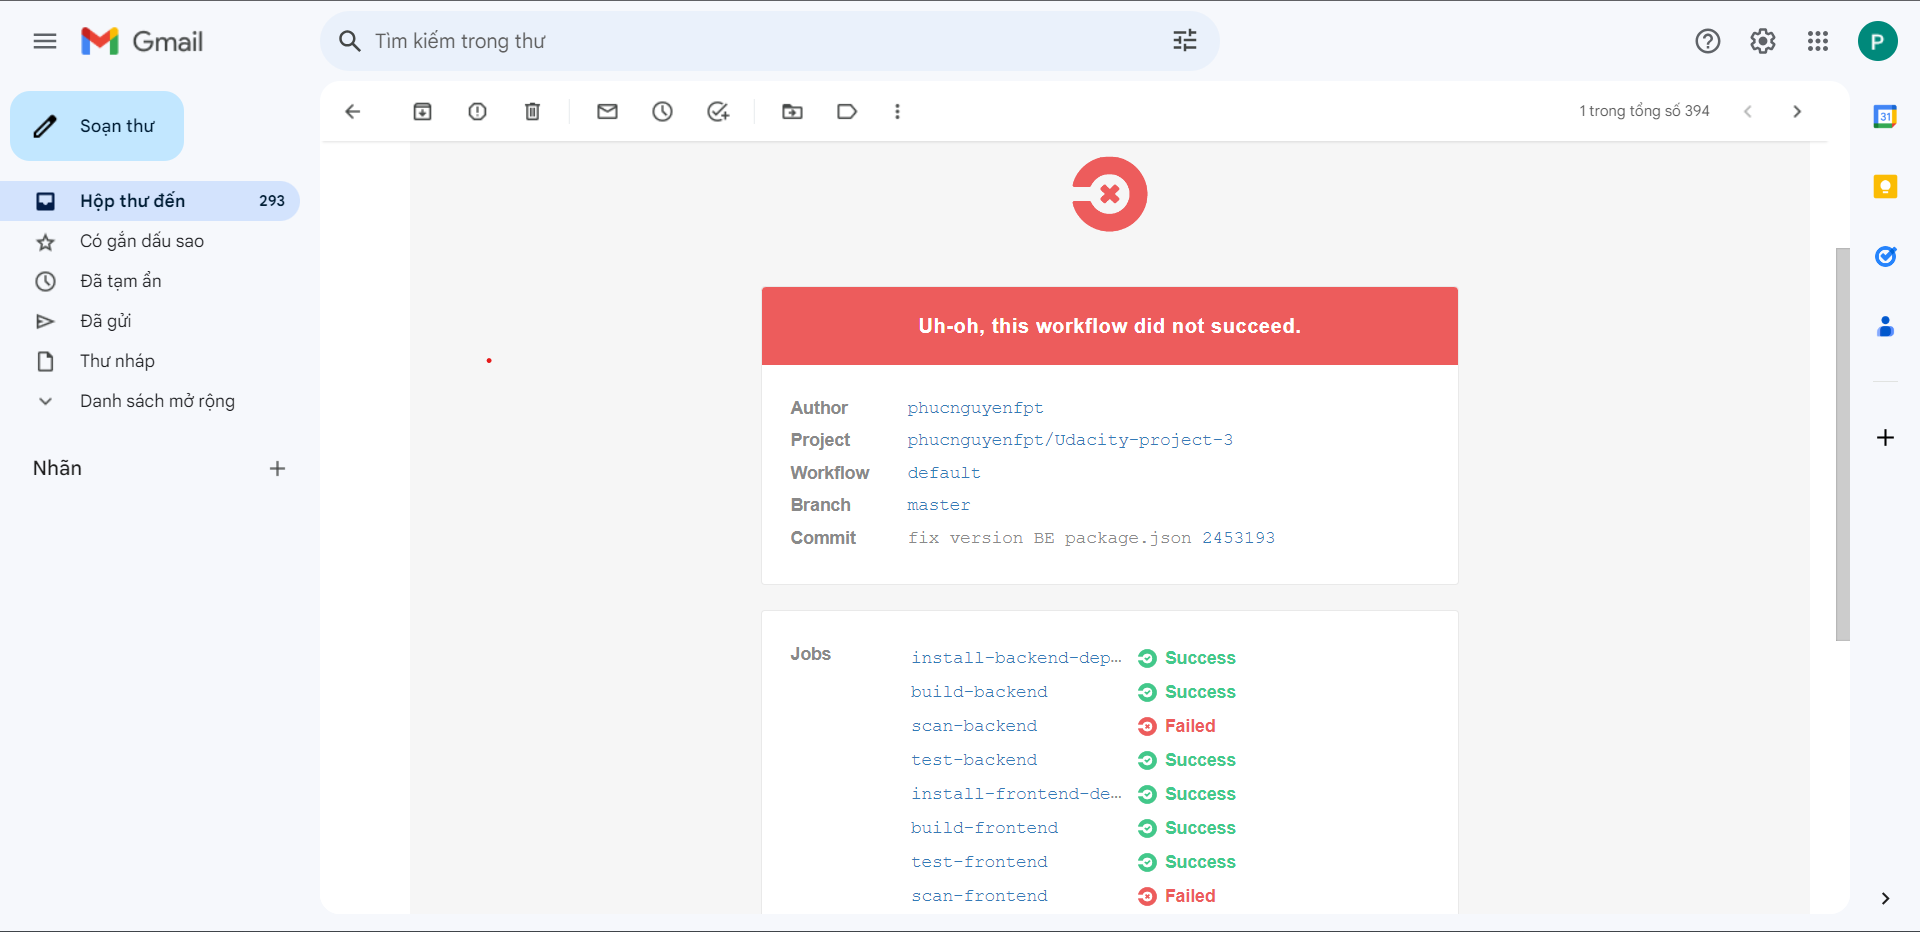 Gmail
Tìm kiếm trong thư
P
Soạn thư
1 trong tổng số 394
31
Hộp thư đến 293
Có gắn dấu sao
Đã tạm ẩn
Đã gửi
Thư nháp
Danh sách mở rộng
Nhãn
Uh-oh, this workflow did not succeed.
Author phucnguyenfpt
Project phucnguyenfpt/Udacity-project-3
Workflow default
Branch master
Commit fix version BE package.json 2453193
Jobs
install-backend-dep… Success
build-backend Success
scan-backend Failed
test-backend Success
install-frontend-de… Success
build-frontend Success
test-frontend Success
scan-frontend Failed